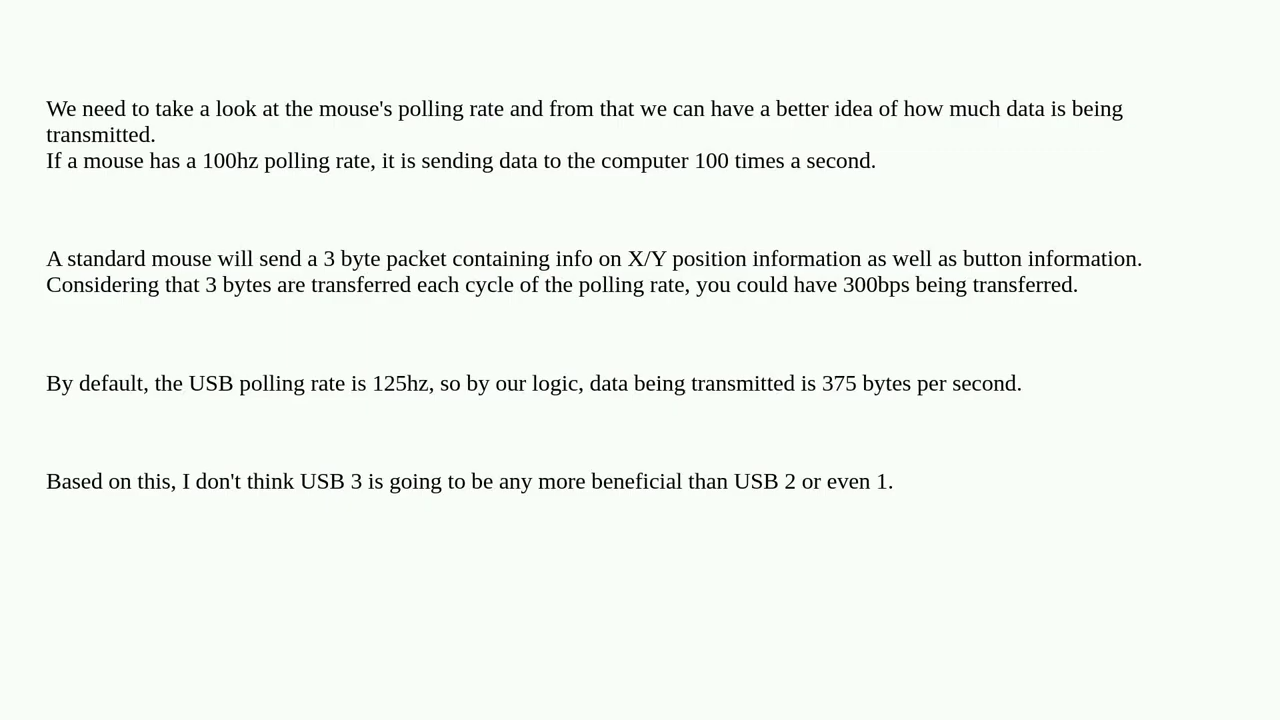 We need to take a look at the mouse's polling rate and from that we can have a better idea of how much data is being
transmitted.
If a mouse has a 100hz polling rate, it is sending data to the computer 100 times a second.
A standard mouse will send a 3 byte packet containing info on X/Y position information as well as button information.
Considering that 3 bytes are transferred each cycle of the polling rate, you could have 300bps being transferred.
By default, the USB polling rate is 125hz, so by our logic, data being transmitted is 375 bytes per second.
Based on this, I don't think USB 3 is going to be any more beneficial than USB 2 or even 1.